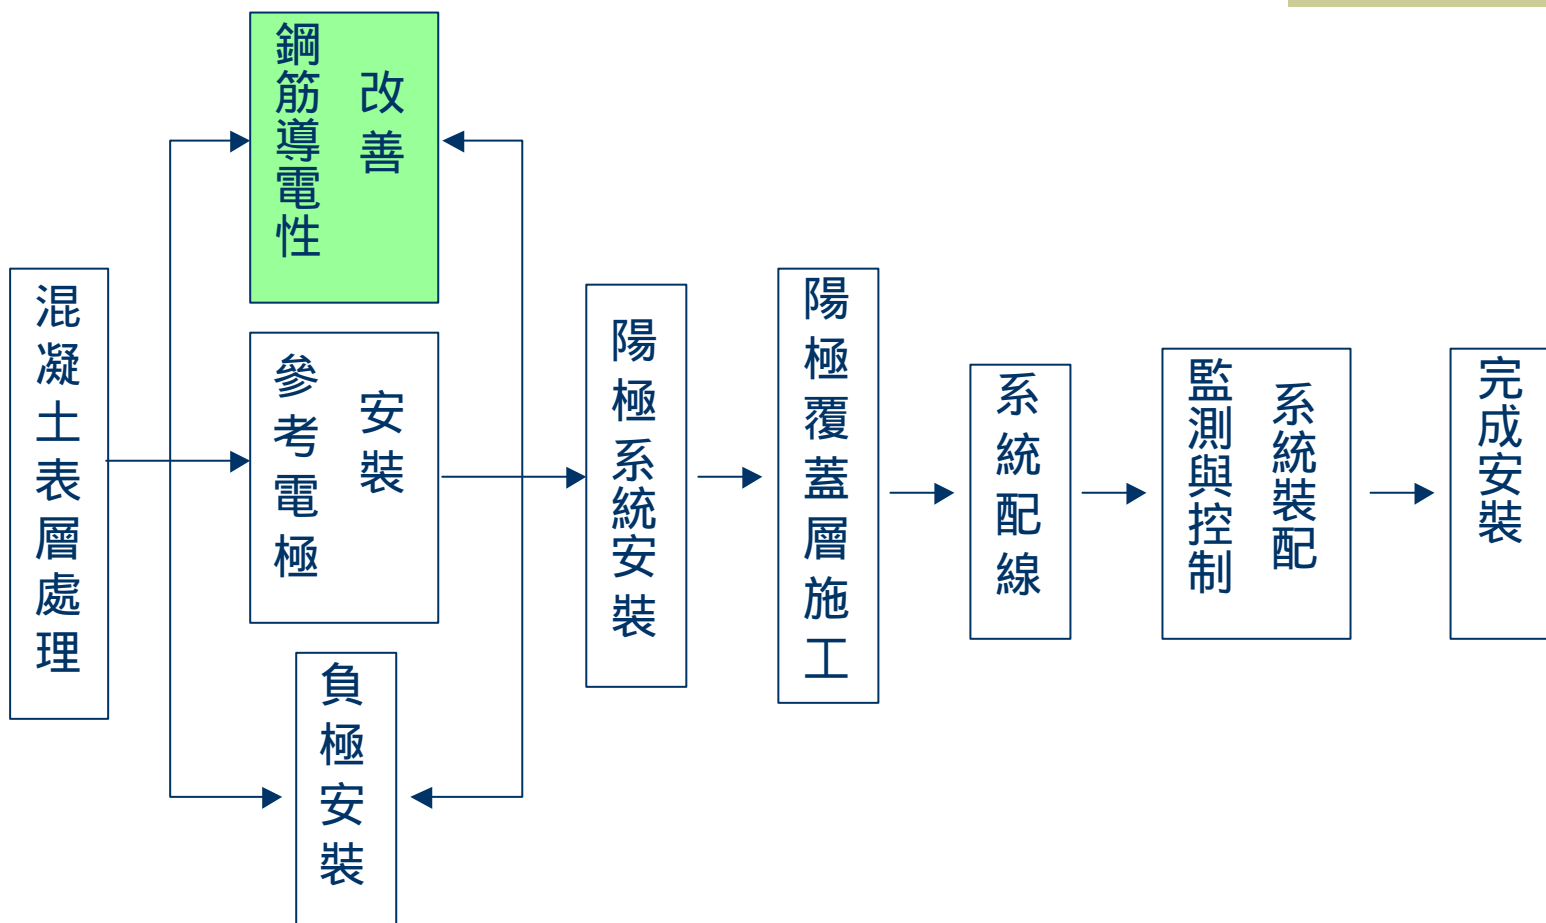 混凝土表層處理
鋼筋導電性
改善
參考電極
安裝
負極安裝
陽極系統安裝
陽極覆蓋層施工
系統配線
監測與控制
系統裝配
完成安裝